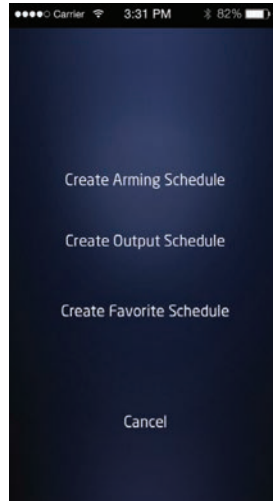 Carrier 3:31 PM 82%
Create Arming Schedule
Create Output Schedule
Create Favorite Schedule
Cancel